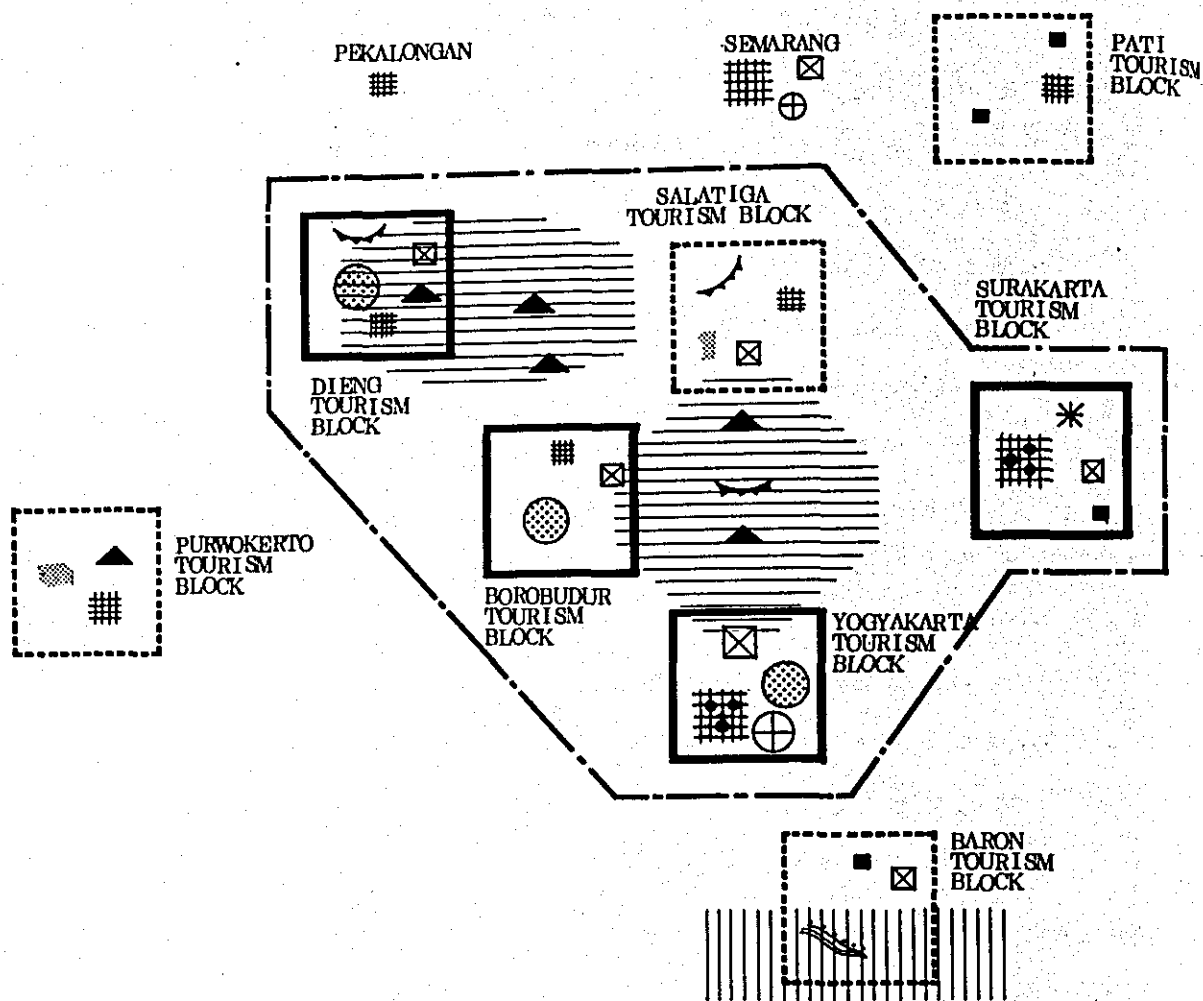 PEKALONGAN
SEMARANG
PATI
TOURISM
BLOCK
SALATIGA
TOURISM BLOCK
SURAKARTA
TOURISM
BLOCK
DIENG
TOURISM
BLOCK
PURWOKERTO
TOURISM
BLOCK
BOROBUDUR
TOURISM
BLOCK
YOGYAKARTA
TOURISM
BLOCK
BARON
TOURISM
BLOCK